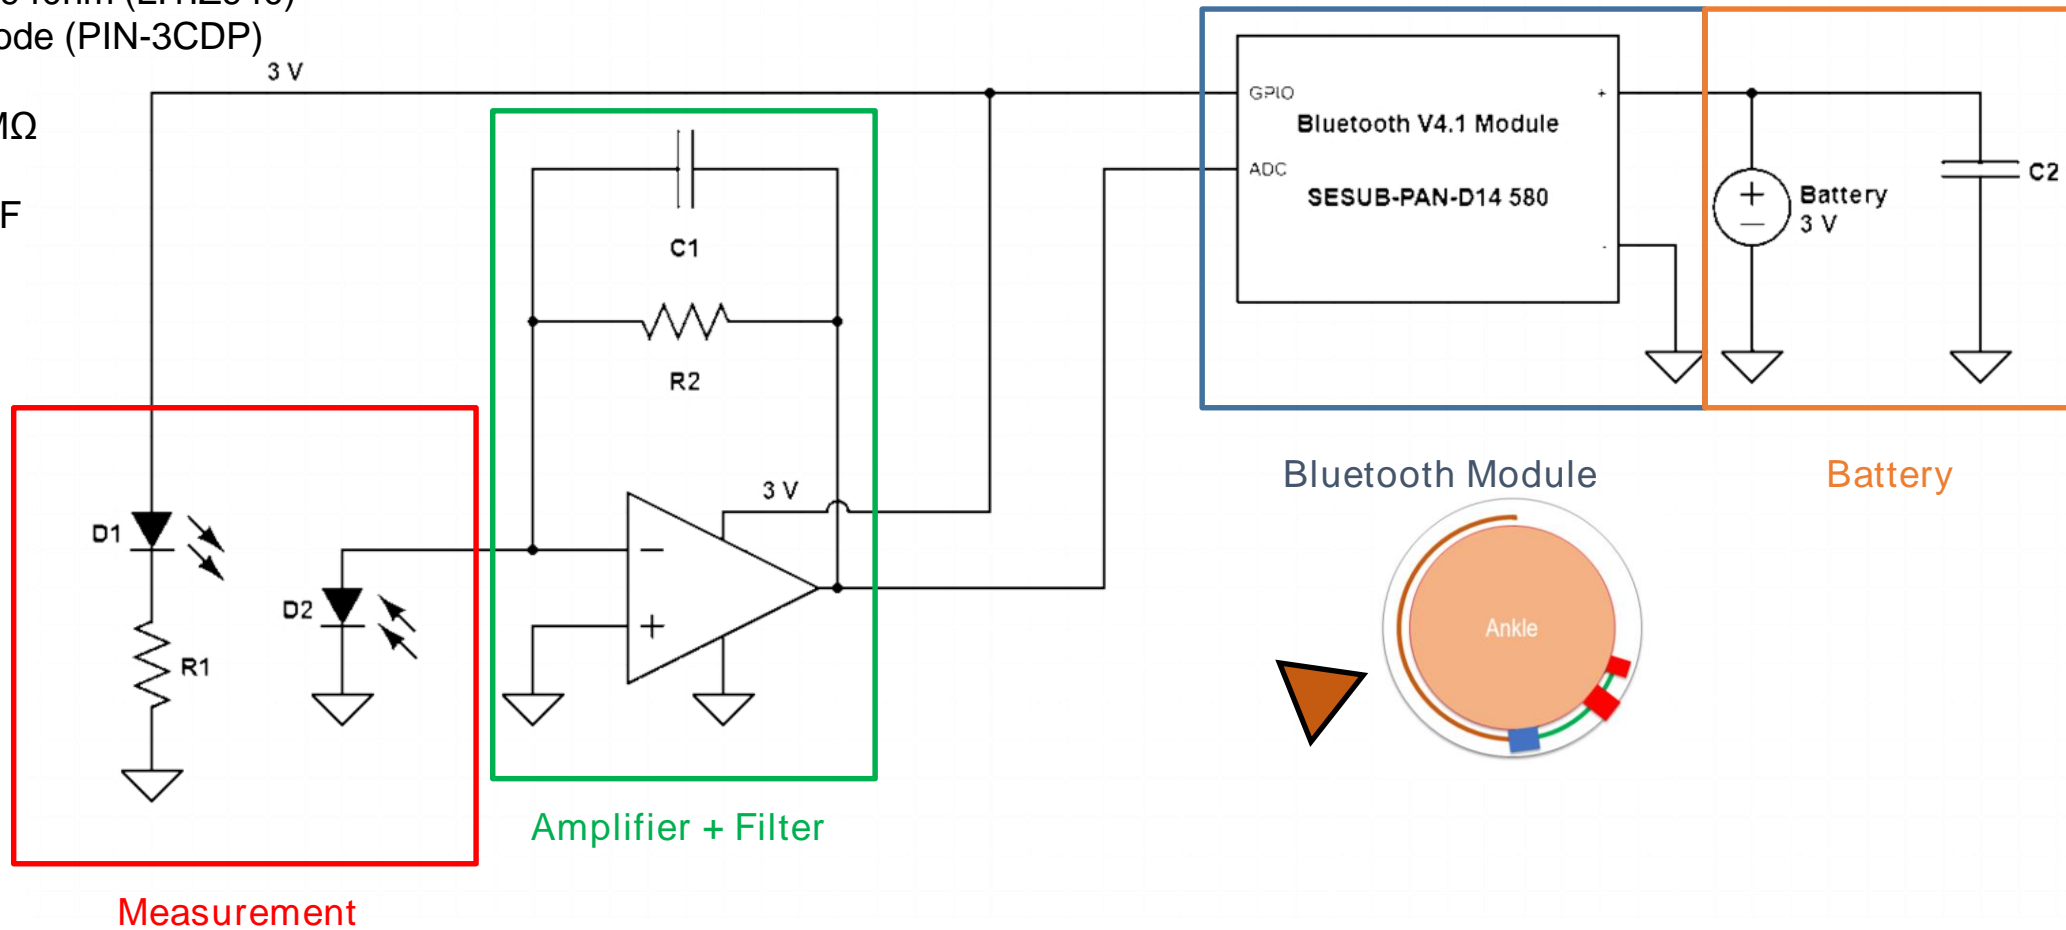 ode (PIN-3CDP)
3 V
MΩ
F
GPIO
+
Bluetooth V4.1 Module
ADC
SESUB-PAN-D14 580
-
C1
R2
+
Battery
3 V
C2
Bluetooth Module
Battery
3 V
D1
D2
R1
Ankle
Amplifier + Filter
Measurement